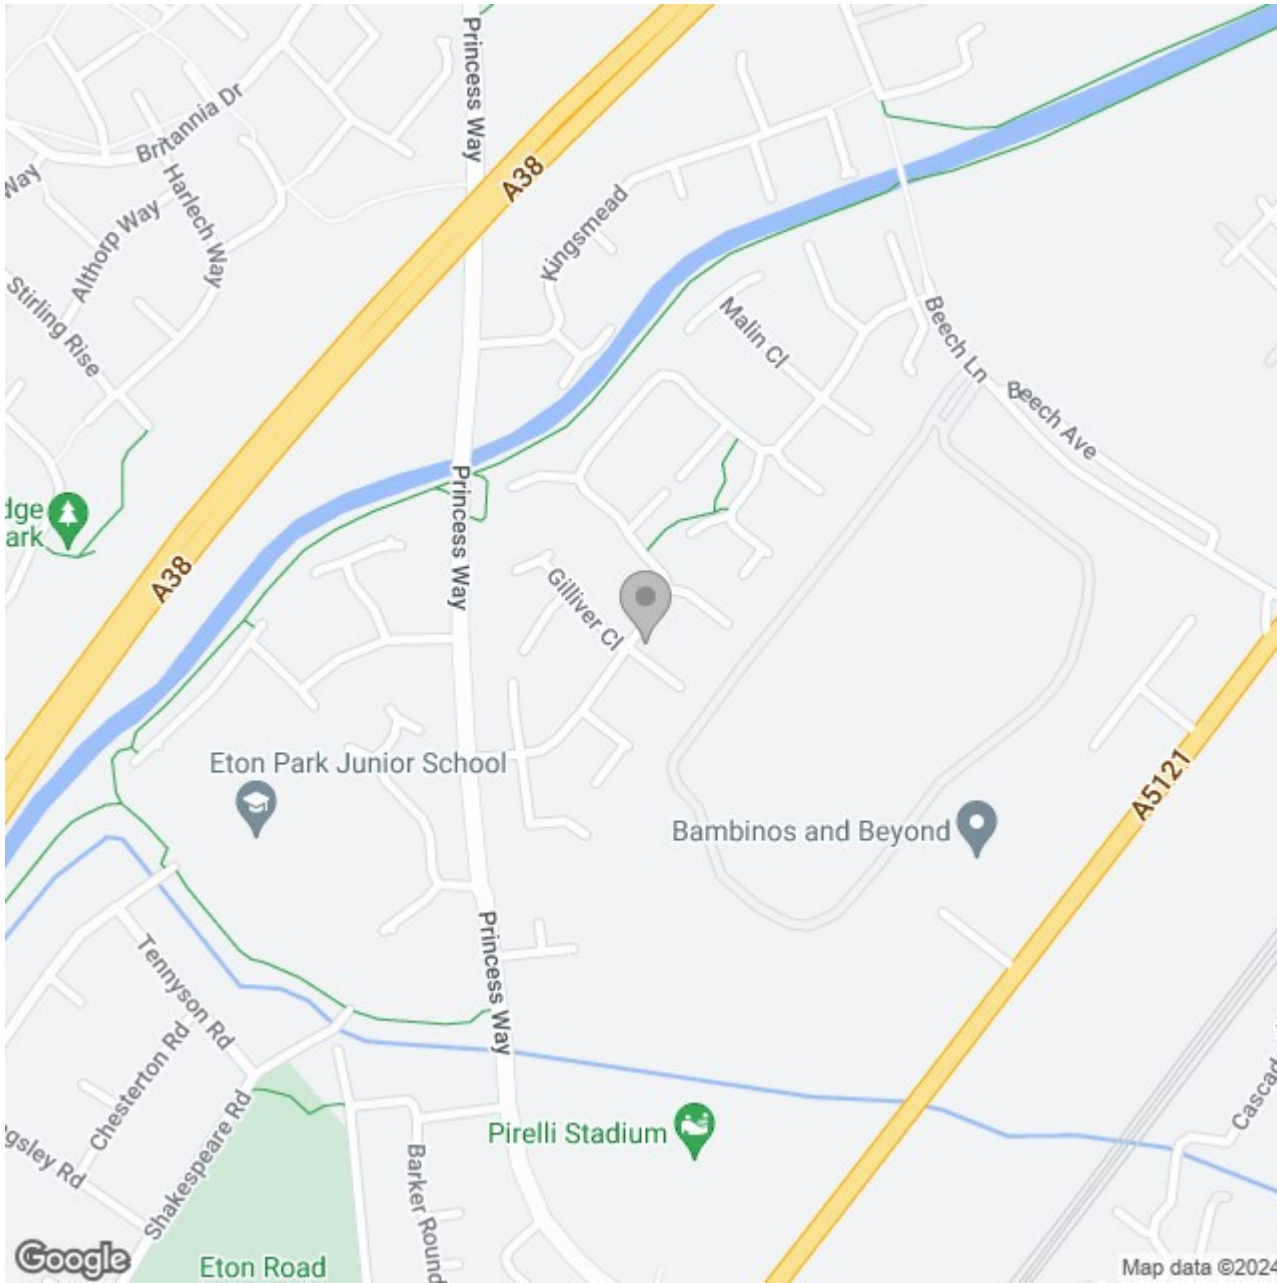 Princess Way
Britannia Dr
A38
Way
Harlech Way
Althorp Way
Kingsmead
Stirling Rise
Malin Cl
Beech Ln
Beech Ave
Princess Way
dge
ark
A38
Gilliver Cl
Eton Park Junior School
A5121
Bambinos and Beyond
Princess Way
Tennyson Rd
Chesterton Rd
Cascad
Shakespeare Rd
Pirelli Stadium
gsley Rd
Barker Round
Google
Eton Road
Map data ©2024